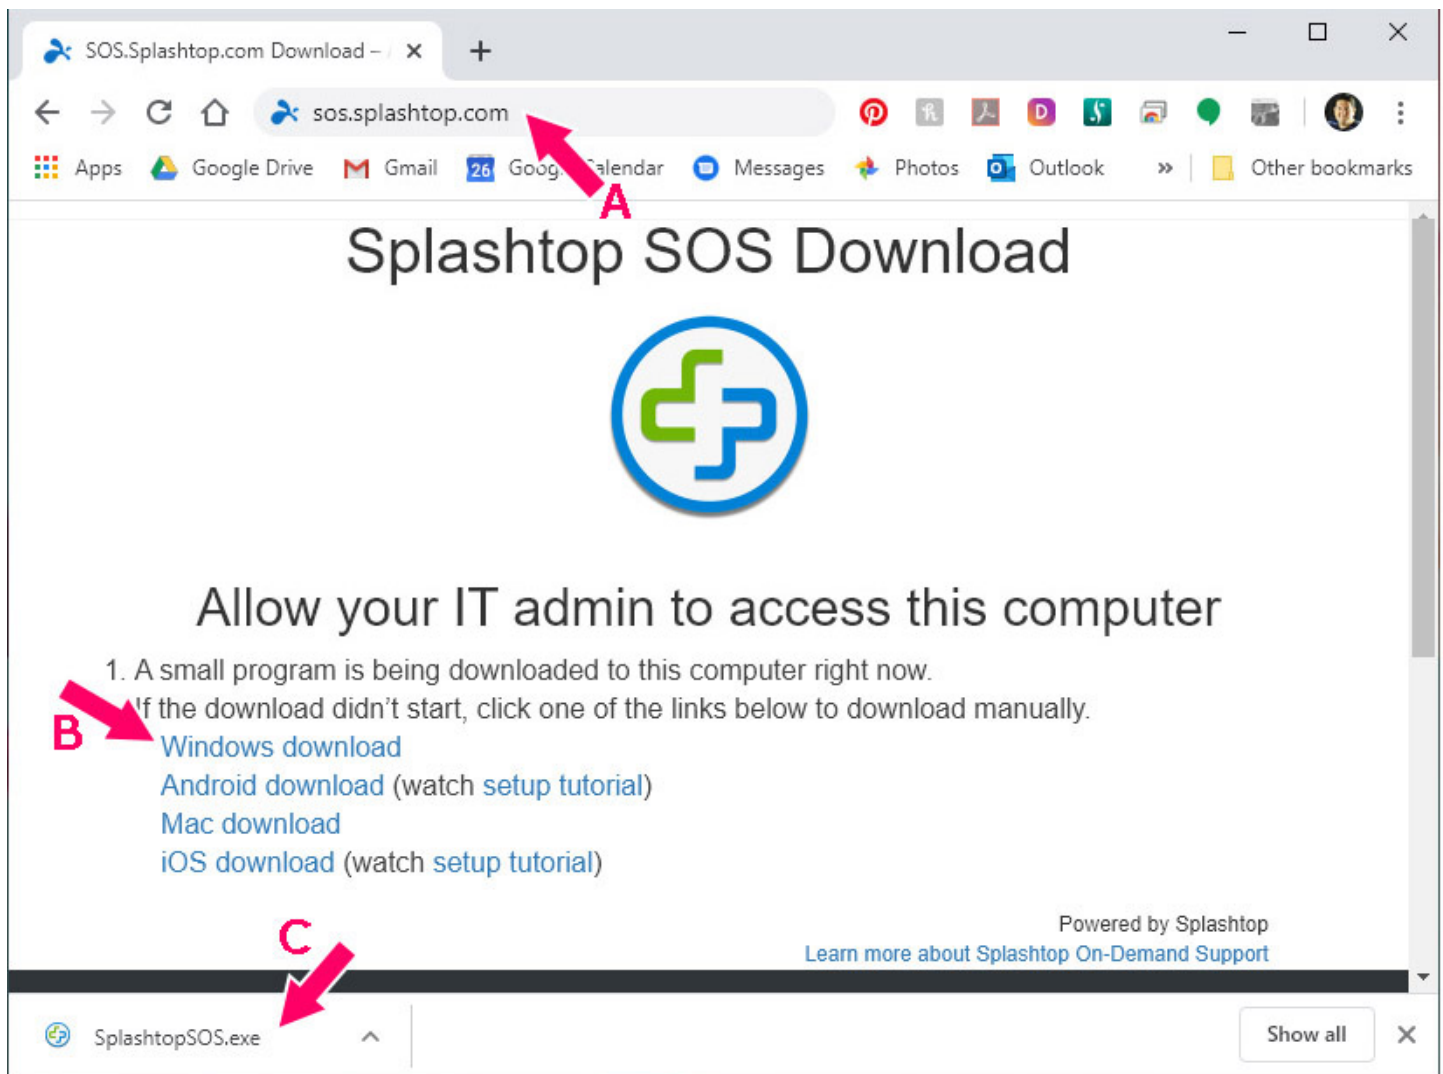 SOS.Splashtop.com Download –
sos.splashtop.com
Apps Google Drive Gmail 26 Goog alendar Messages Photos Outlook » Other bookmarks
A
Splashtop SOS Download
Allow your IT admin to access this computer
1. A small program is being downloaded to this computer right now.
If the download didn't start, click one of the links below to download manually.
B
Windows download
Android download (watch setup tutorial)
Mac download
iOS download (watch setup tutorial)
Powered by Splashtop
Learn more about Splashtop On-Demand Support
C
SplashtopSOS.exe Show all